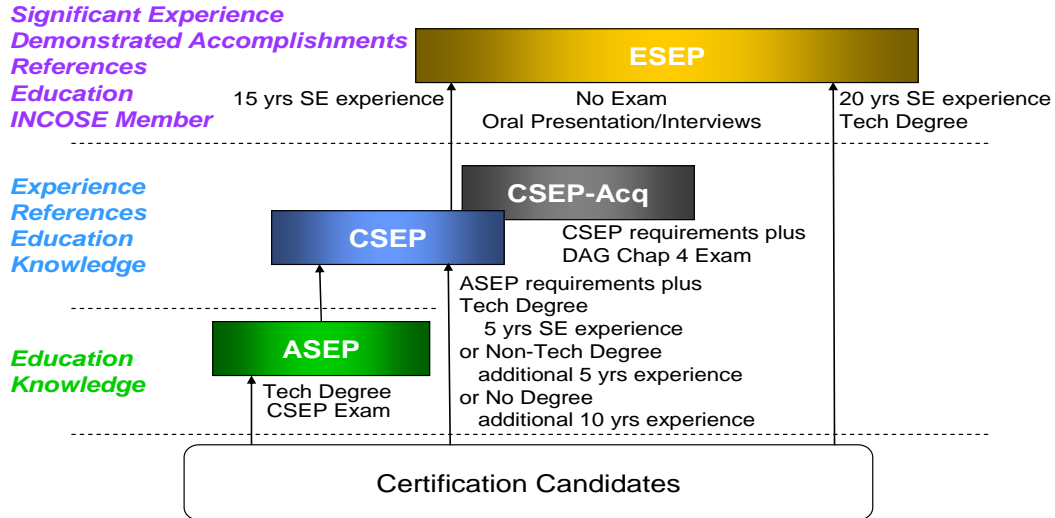 Significant Experience
Demonstrated Accomplishments
References
Education
INCOSE Member
ESEP
15 yrs SE experience
No Exam
Oral Presentation/Interviews
20 yrs SE experience
Tech Degree
Experience
References
Education
Knowledge
CSEP-Acq
CSEP
CSEP requirements plus
DAG Chap 4 Exam
ASEP requirements plus
Tech Degree
5 yrs SE experience
or Non-Tech Degree
additional 5 yrs experience
or No Degree
additional 10 yrs experience
Education
Knowledge
ASEP
Tech Degree
CSEP Exam
Certification Candidates